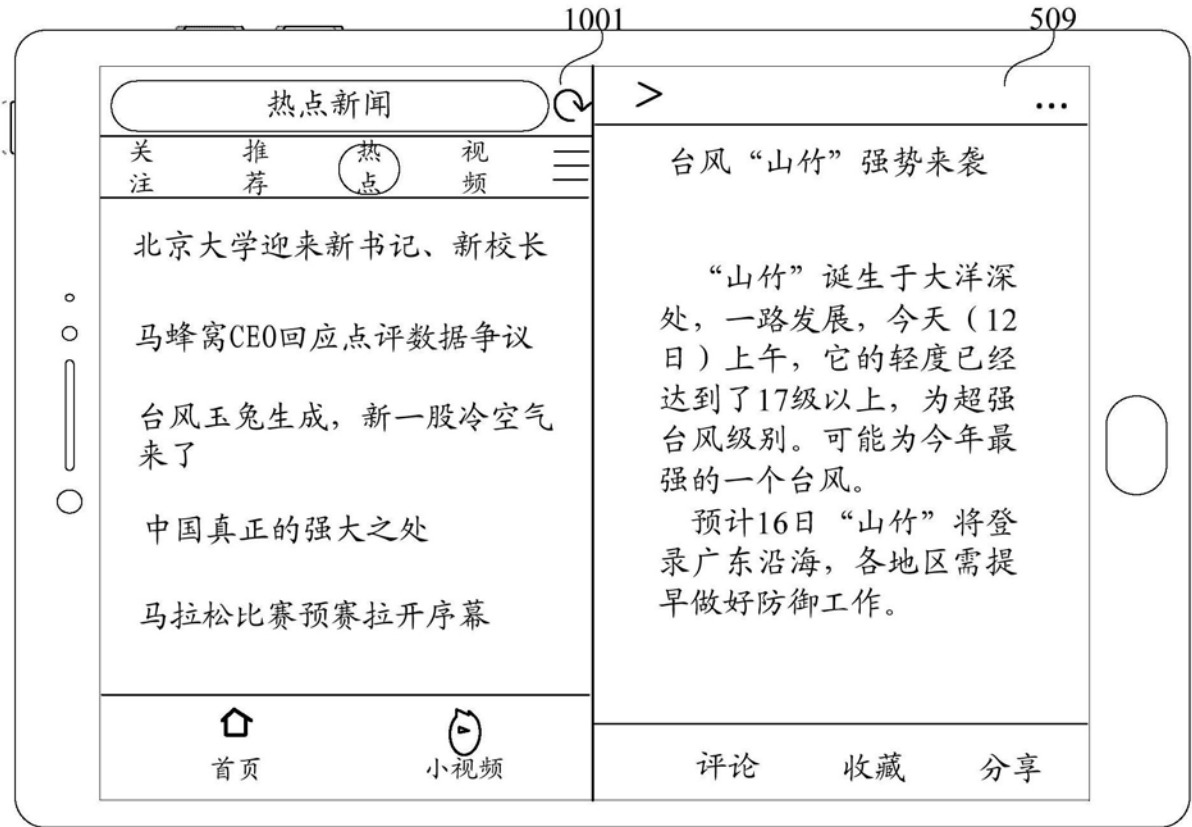 1001
509
热点新闻
关注
推荐
热点
视频
北京大学迎来新书记、新校长
马蜂窝CEO回应点评数据争议
台风玉兔生成，新一股冷空气
来了
中国真正的强大之处
马拉松比赛预赛拉开序幕
首页
小视频
>
...
台风“山竹”强势来袭
“山竹”诞生于大洋深
处，一路发展，今天（12
日）上午，它的轻度已经
达到了17级以上，为超强
台风级别。可能为今年最
强的一个台风。
预计16日“山竹”将登
录广东沿海，各地区需提
早做好防御工作。
评论
收藏
分享